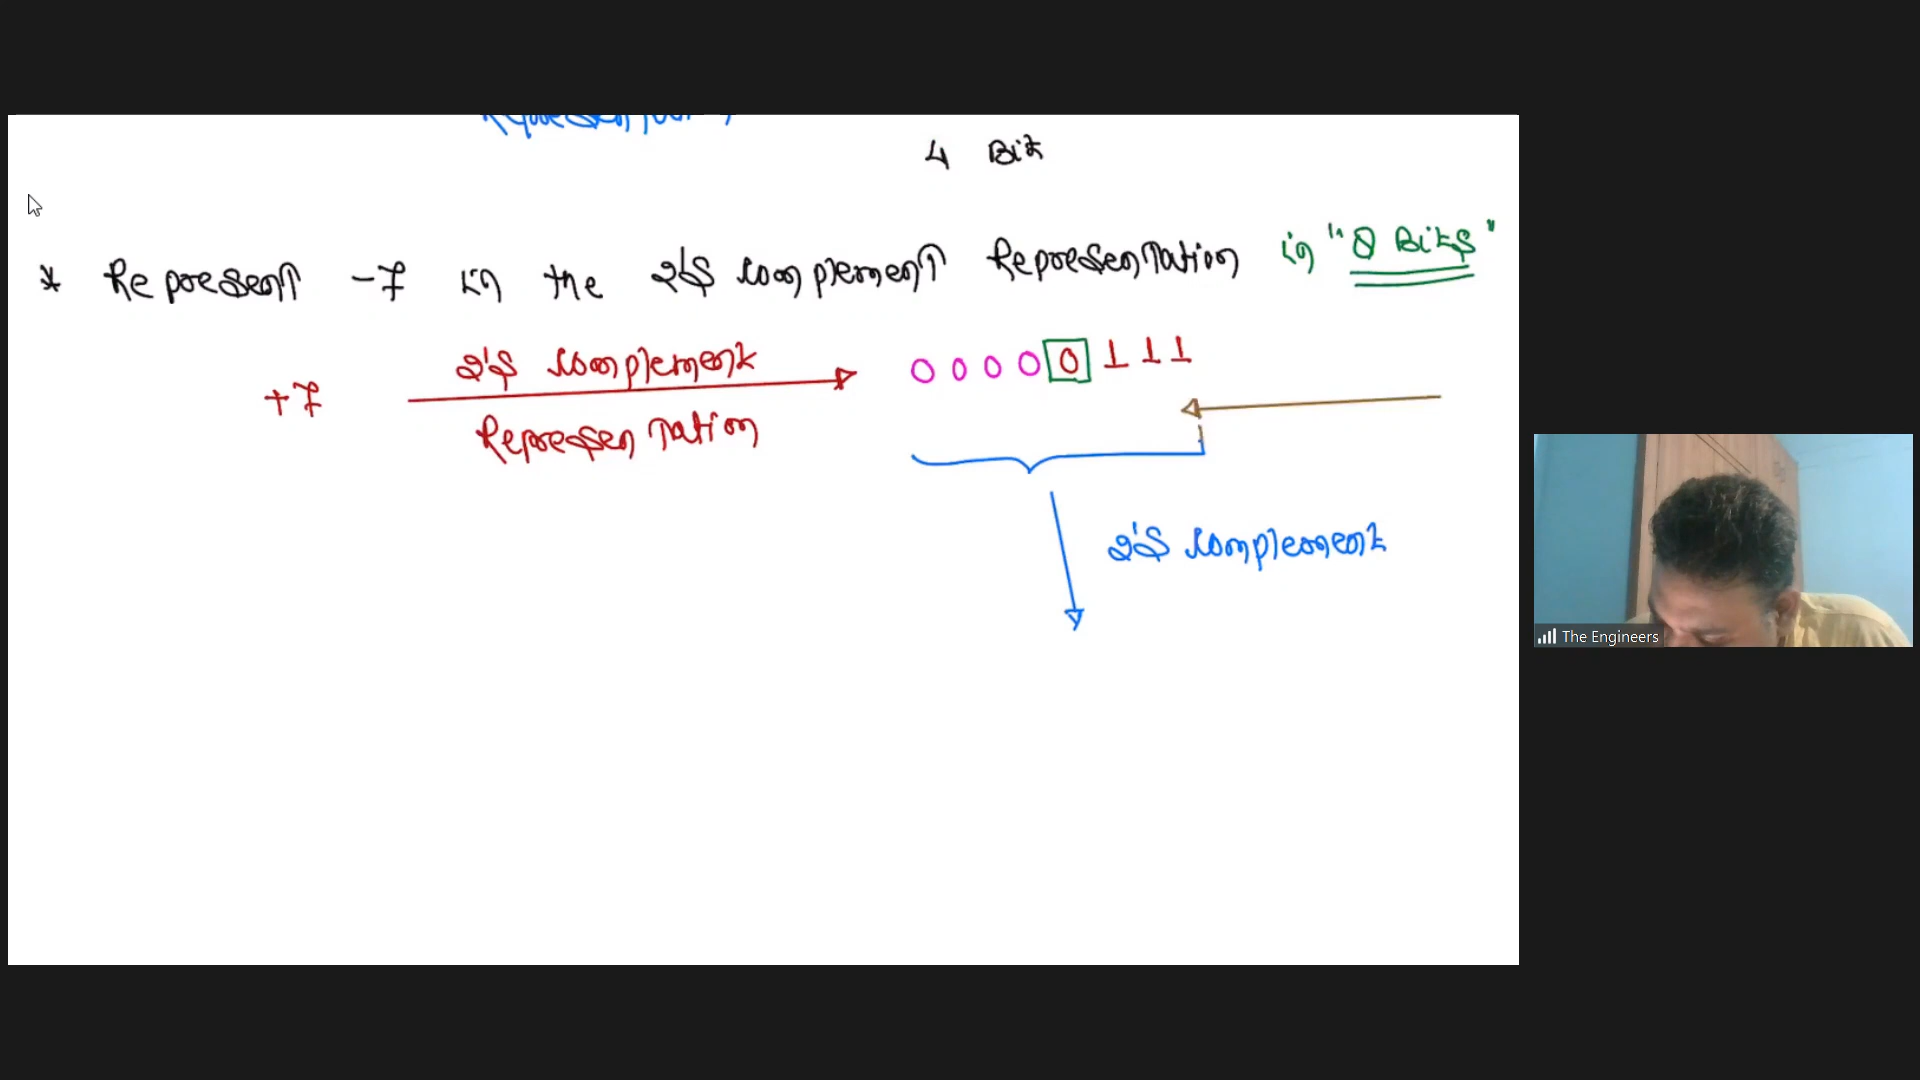 4 Bit
* Represent -7 in the 2's complement Representation in "8 Bits"
+7 2's complement Representation 0 0 0 0 0 1 1 1
2's complement
The Engineers